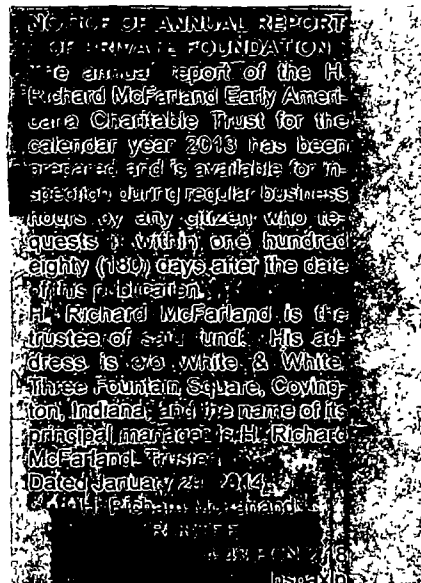 NOTICE OF ANNUAL REPORT
OF PRIVATE FOUNDATION
The annual report of the H.
Richard McFarland Early Ameri-
cana Charitable Trust for the
calendar year 2013 has been
prepared and is available for in-
spection during regular business
hours by any citizen who re-
quests it within one hundred
eighty (180) days after the date
of this publication.
H. Richard McFarland is the
trustee of said fund. His ad-
dress is c/o White & White,
Three Fountain Square, Coving-
ton, Indiana, and the name of its
principal manager is H. Richard
McFarland, Trustee.
Dated January 2014,
H. Richard McFarland